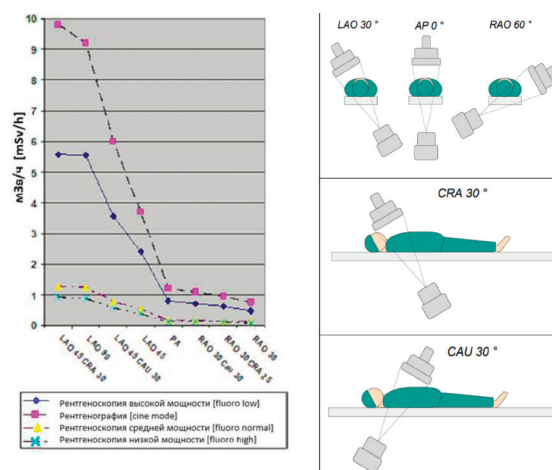 мЗв/ч [mSv/h]
10
9
8
7
6
5
4
3
2
1
0
LAO 45 CRA 30
LAO 90
LAO 45 CAU 30
LAO 45
PA
RAO 30 Cau 30
RAO 30 CRA 25
RAO 30
Рентгеноскопия высокой мощности [fluoro low]
Рентгенография [cine mode]
Рентгеноскопия средней мощности [fluoro normal]
Рентгеноскопия низкой мощности [fluoro high]
LAO 30 °
AP 0 °
RAO 60 °
CRA 30 °
CAU 30 °